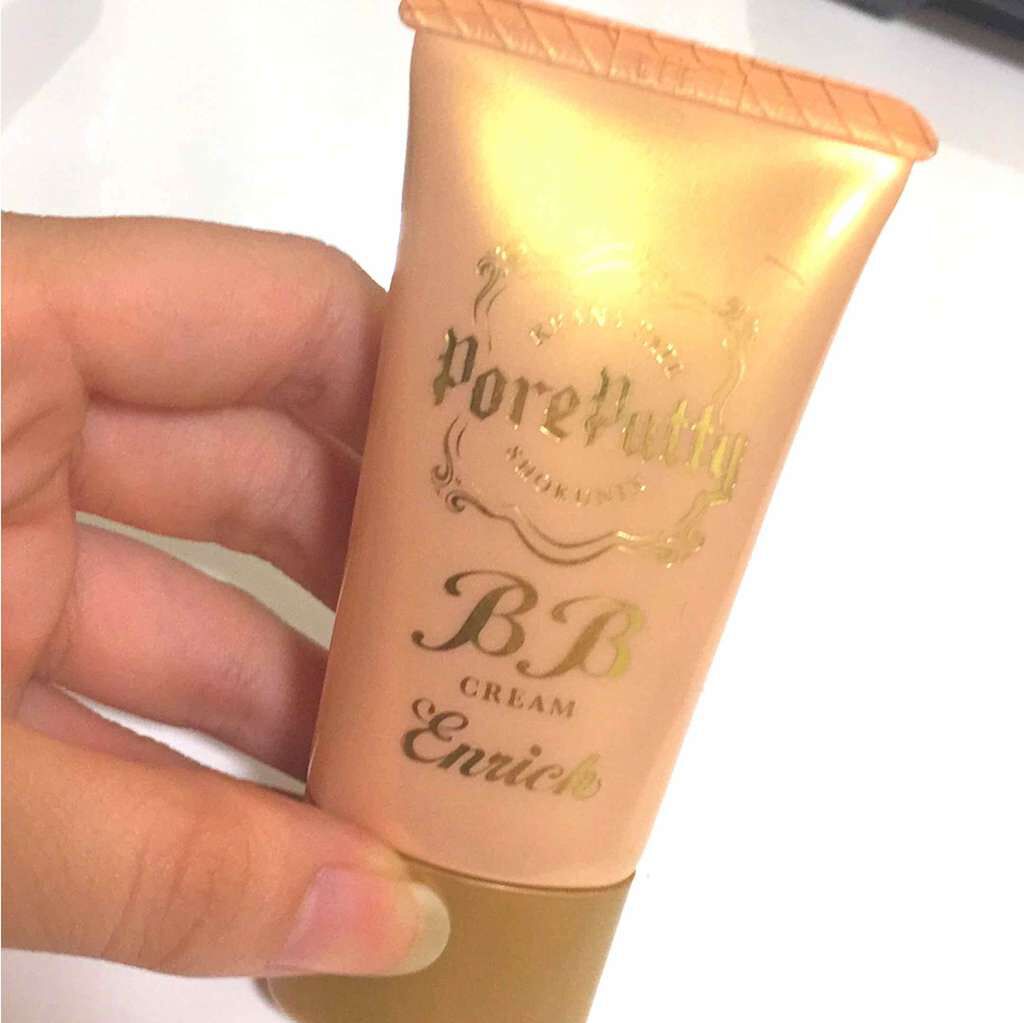 PorePutty
SHOKUNIN
BB
CREAM
Enrich